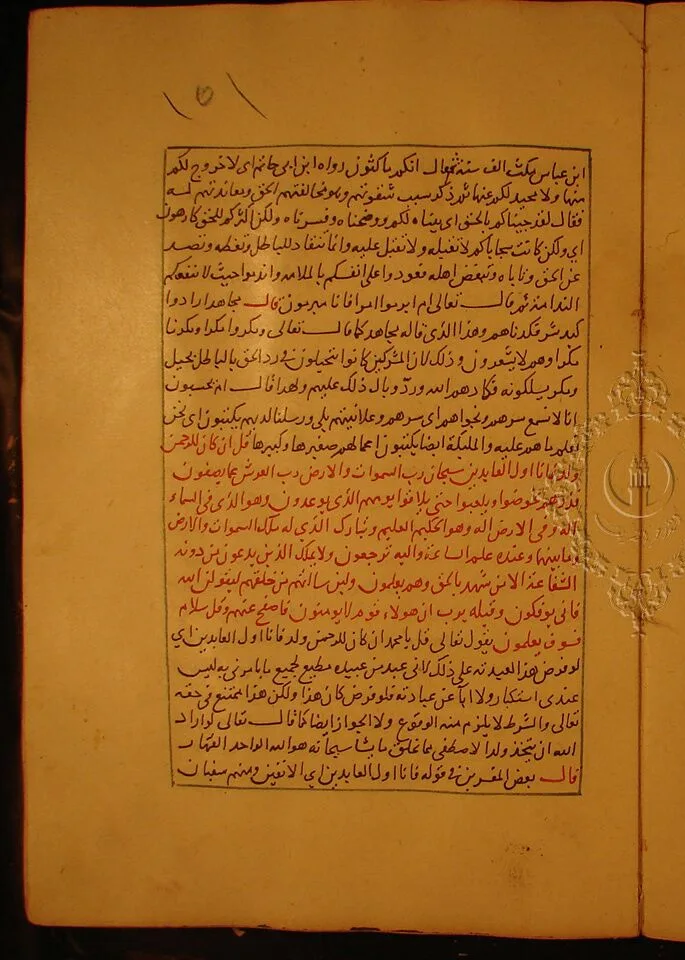 ١٥١
ابن عباس مكث الف سنة ثم قال انكم ماكثون رواه ابن ابي حاتم اي لا خروج لكم
منها ولا محيد لكم عنها ثم ذكر سبب شقوتهم وهو مخالفتهم الحق ومعاندتهم له
فقال لقد جيناكم بالحق اي بيناه لكم ووضحناه وفسرناه ولكن اكثركم للحق كارهون
اي ولكن كانت سجاياكم لا تقبله ولا تقبل عليه وانما تنقاد للباطل وتعظمه وتصد
عن الحق وتاباه وتبغض اهله فعودوا على انفسكم بالملامه واندموا حيث لا تنفعكم
الندامة ثم قال تعالى ام ابرموا امرا فانا مبرمون قال مجاهد ارادوا
كيد شر فكدناهم وهذا الذي قاله مجاهد كما قال تعالى ومكروا مكرا ومكرنا
مكرا وهم لا يشعرون وذلك لان المشركين كانوا يتحيلون في رد الحق بالباطل بحيل
ومكر يسلكونه فكادهم الله ورد وبال ذلك عليهم ولهذا قال ام يحسبون
انا لا نسمع سرهم ونجواهم اي سرهم وعلانيتهم بلى ورسلنا لديهم يكتبون اي نحن
نعلم ما هم عليه والمليكة ايضا يكتبون اعمالهم صغيرها وكبيرها قل ان كان للرحمن
ولد فانا اول العابدين سبحان رب السموات والارض رب العرش عما يصفون
فذرهم يخوضوا ويلعبوا حتى يلاقوا يومهم الذي يوعدون وهو الذي في السماء
اله وفي الارض اله وهو الحكيم العليم وتبارك الذي له ملك السموات والارض
وما بينهما وعنده علم الساعة واليه ترجعون ولا يملك الذين يدعون من دونه
الشفاعة الا من شهد بالحق وهم يعلمون ولين سالتهم من خلقهم ليقولن الله
فانى يوفكون وقيله يرب ان هولاء قوم لا يومنون فاصفح عنهم وقل سلام
فسوف يعلمون يقول تعالى قل يا محمد ان كان للرحمن ولد فانا اول العابدين اي
لو فرض هذا لعبدته على ذلك لاني عبد من عبيده مطيع لجميع ما يامرني به ليس
عندي استكبار ولا اباء عن عبادته فلو فرض كان هذا ولكن هذا ممتنع في حقه
تعالى والشرط لا يلزم منه الوقوع ولا الجواز ايضا كما قال تعالى لو اراد
الله ان يتخذ ولدا لاصطفى مما يخلق ما يشا سبحانه هو الله الواحد القهار
قال بعض المفسرين في قوله فانا اول العابدين اي الانفين ومنهم سفيان